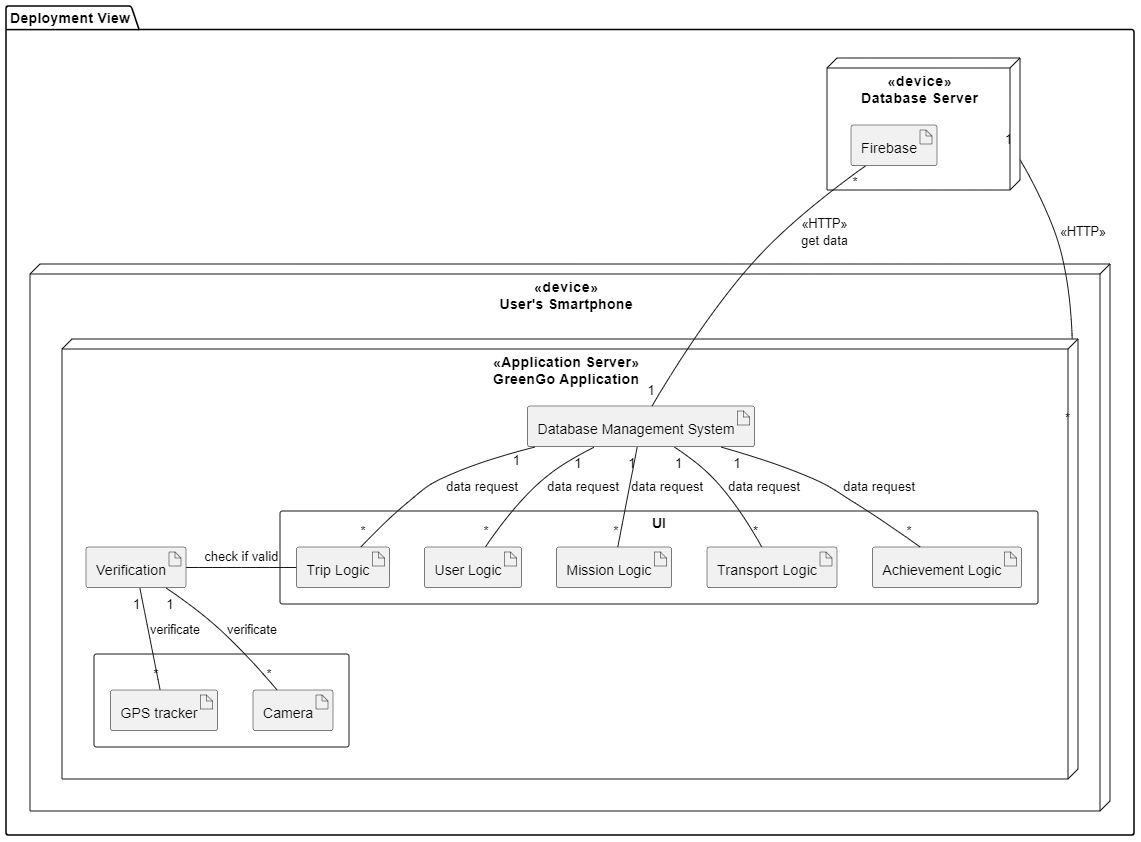 Deployment View
«device»
Database Server
1
Firebase
*
«HTTP»
get data
«HTTP»
«device»
User's Smartphone
«Application Server»
GreenGo Application
1
*
Database Management System
1
1
1
1
1
data request
data request
data request
data request
data request
UI
*
*
*
*
*
check if valid
Verification
Trip Logic
User Logic
Mission Logic
Transport Logic
Achievement Logic
1
1
verificate
verificate
*
*
GPS tracker
Camera